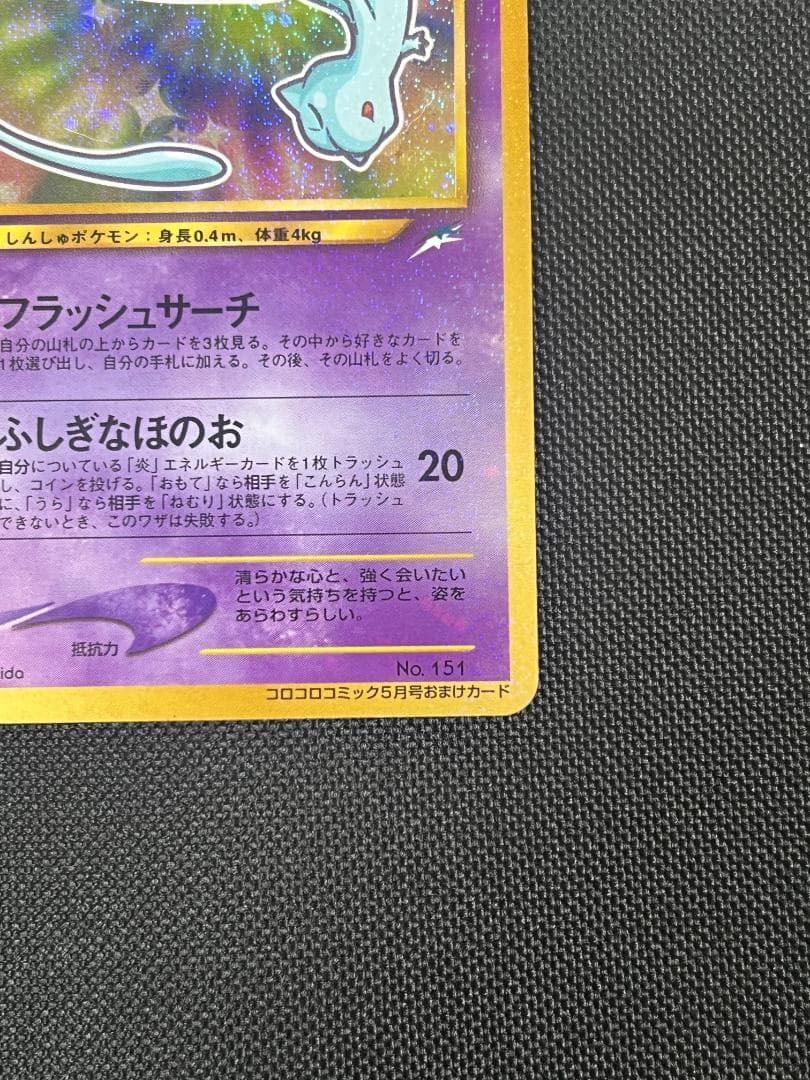 しんしゅポケモン：身長0.4m、体重4kg
フラッシュサーチ
自分の山札の上からカードを3枚見る。その中から好きなカードを
1枚選び出し、自分の手札に加える。その後、その山札をよく切る。
ふしぎなほのお
20
自分についている「炎」エネルギーカードを1枚トラッシュ
し、コインを投げる。「おもて」なら相手を「こんらん」状態
に、「うら」なら相手を「ねむり」状態にする。（トラッシュ
できないとき、このワザは失敗する。）
清らかな心と、強く会いたい
という気持ちを持つと、姿を
あらわすらしい。
抵抗力
ida
No. 151
コロコロコミック5月号おまけカード